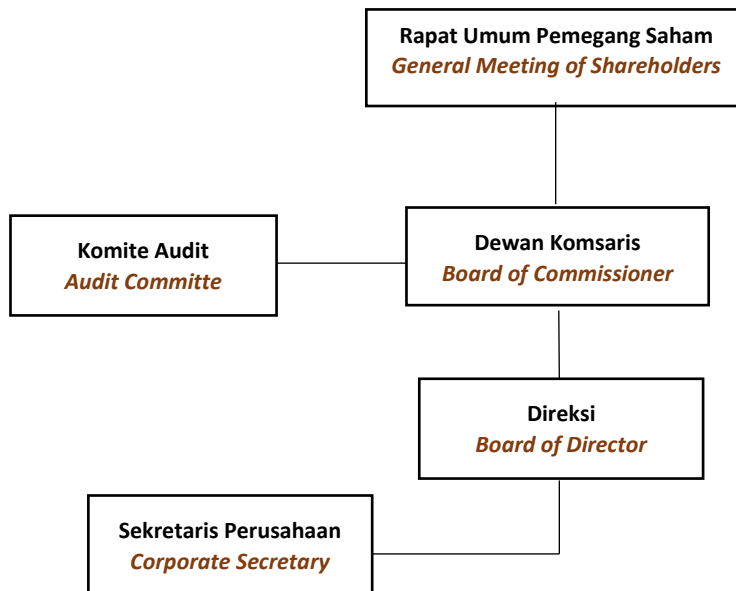 Rapat Umum Pemegang Saham
General Meeting of Shareholders
Komite Audit
Audit Committe
Dewan Komsaris
Board of Commissioner
Direksi
Board of Director
Sekretaris Perusahaan
Corporate Secretary